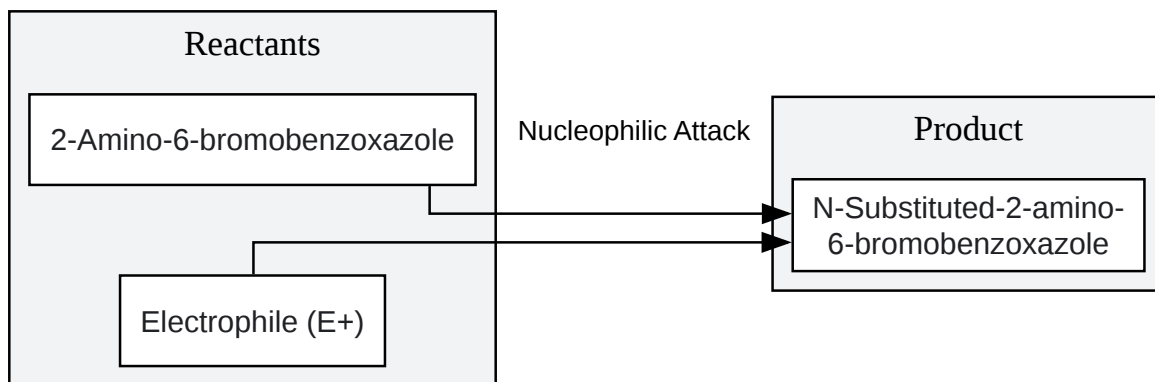 Reactants
2-Amino-6-bromobenzoxazole
Electrophile (E+)
Nucleophilic Attack
Product
N-Substituted-2-amino-
6-bromobenzoxazole